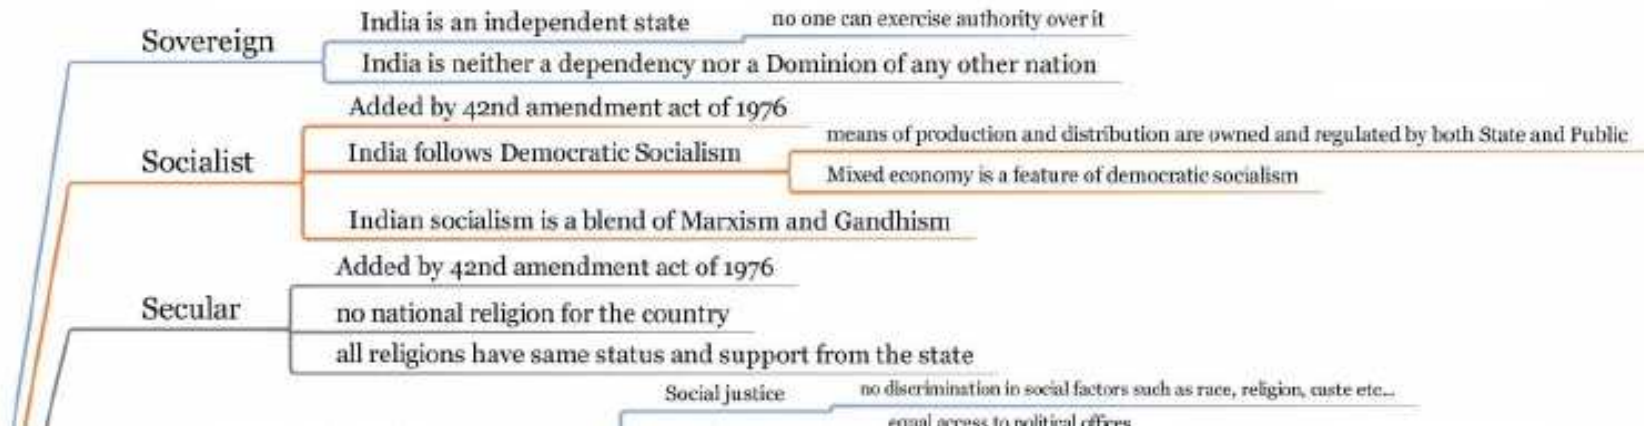 Sovereign
India is an independent state
no one can exercise authority over it
India is neither a dependency nor a Dominion of any other nation
Socialist
Added by 42nd amendment act of 1976
India follows Democratic Socialism
means of production and distribution are owned and regulated by both State and Public
Mixed economy is a feature of democratic socialism
Indian socialism is a blend of Marxism and Gandhism
Secular
Added by 42nd amendment act of 1976
no national religion for the country
all religions have same status and support from the state
Social justice
no discrimination in social factors such as race, religion, caste etc...
equal access to political offices